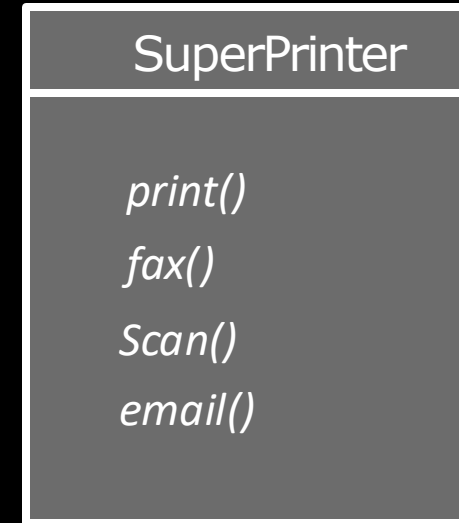 SuperPrinter
print()
fax()
Scan()
email()